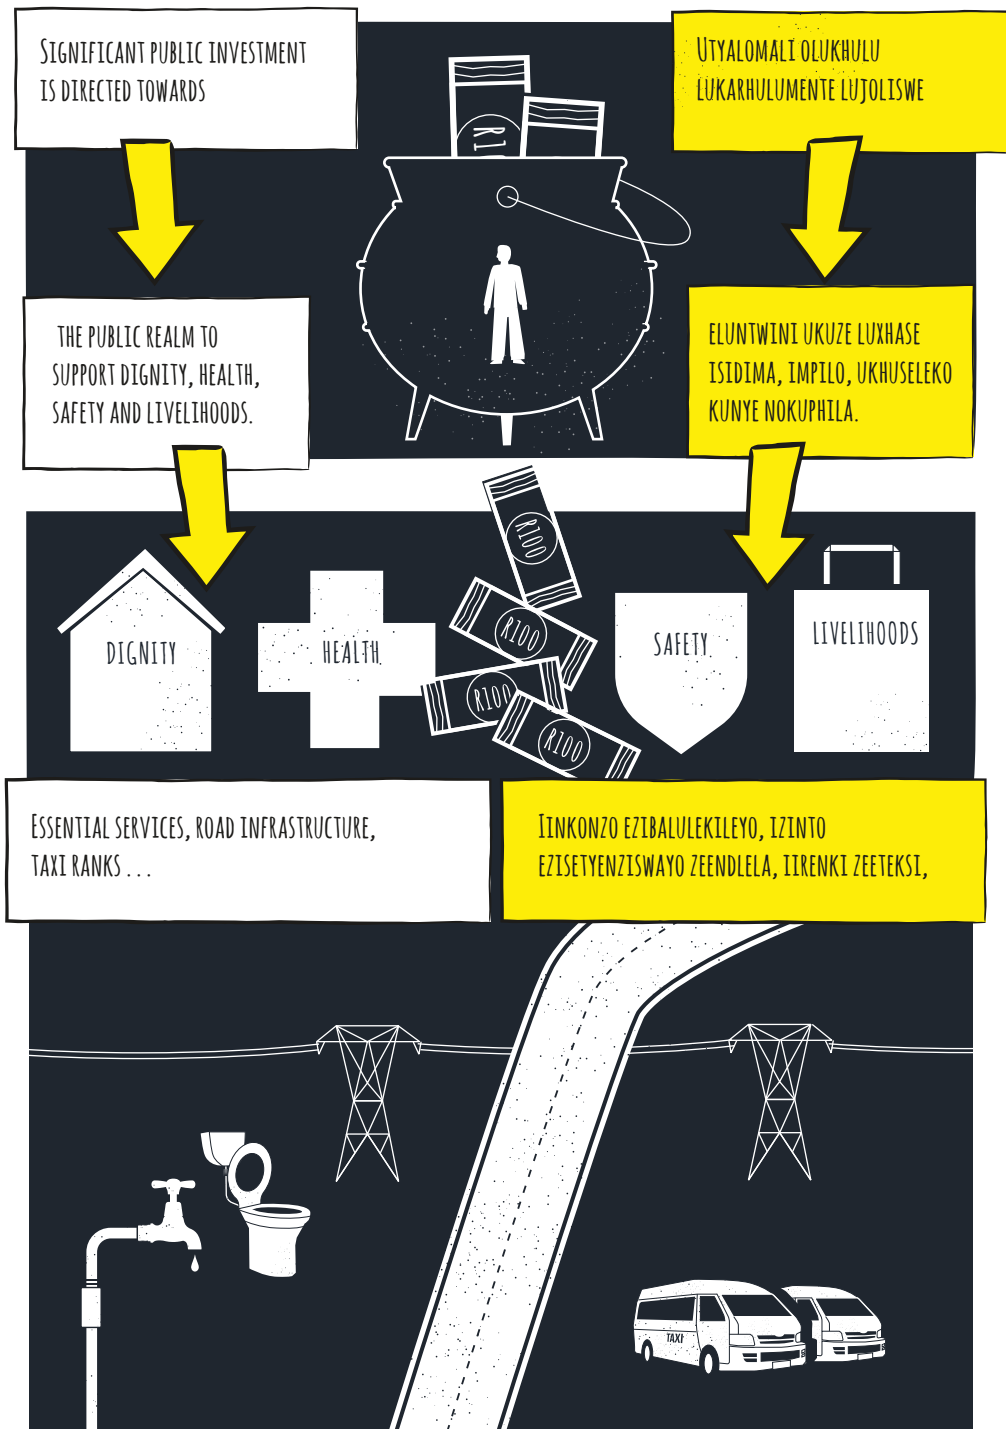 SIGNIFICANT PUBLIC INVESTMENT
IS DIRECTED TOWARDS
UTYALOMALI OLUKHULU
LUKARHULUMENTE LUJOLISWE
THE PUBLIC REALM TO
SUPPORT DIGNITY, HEALTH,
SAFETY AND LIVELIHOODS.
ELUNTWINI UKUZE LUXHASE
ISIDIMA, IMPILO, UKHUSELEKO
KUNYE NOKUPHILA.
R100
R100
R100
R100
DIGNITY
HEALTH
SAFETY
LIVELIHOODS
ESSENTIAL SERVICES, ROAD INFRASTRUCTURE,
TAXI RANKS ...
IINKONZO EZIBALULEKILEYO, IZINTO
EZISETYENZISWAYO ZEENDLELA, IIRENKI ZEETEKSI,
TAXI